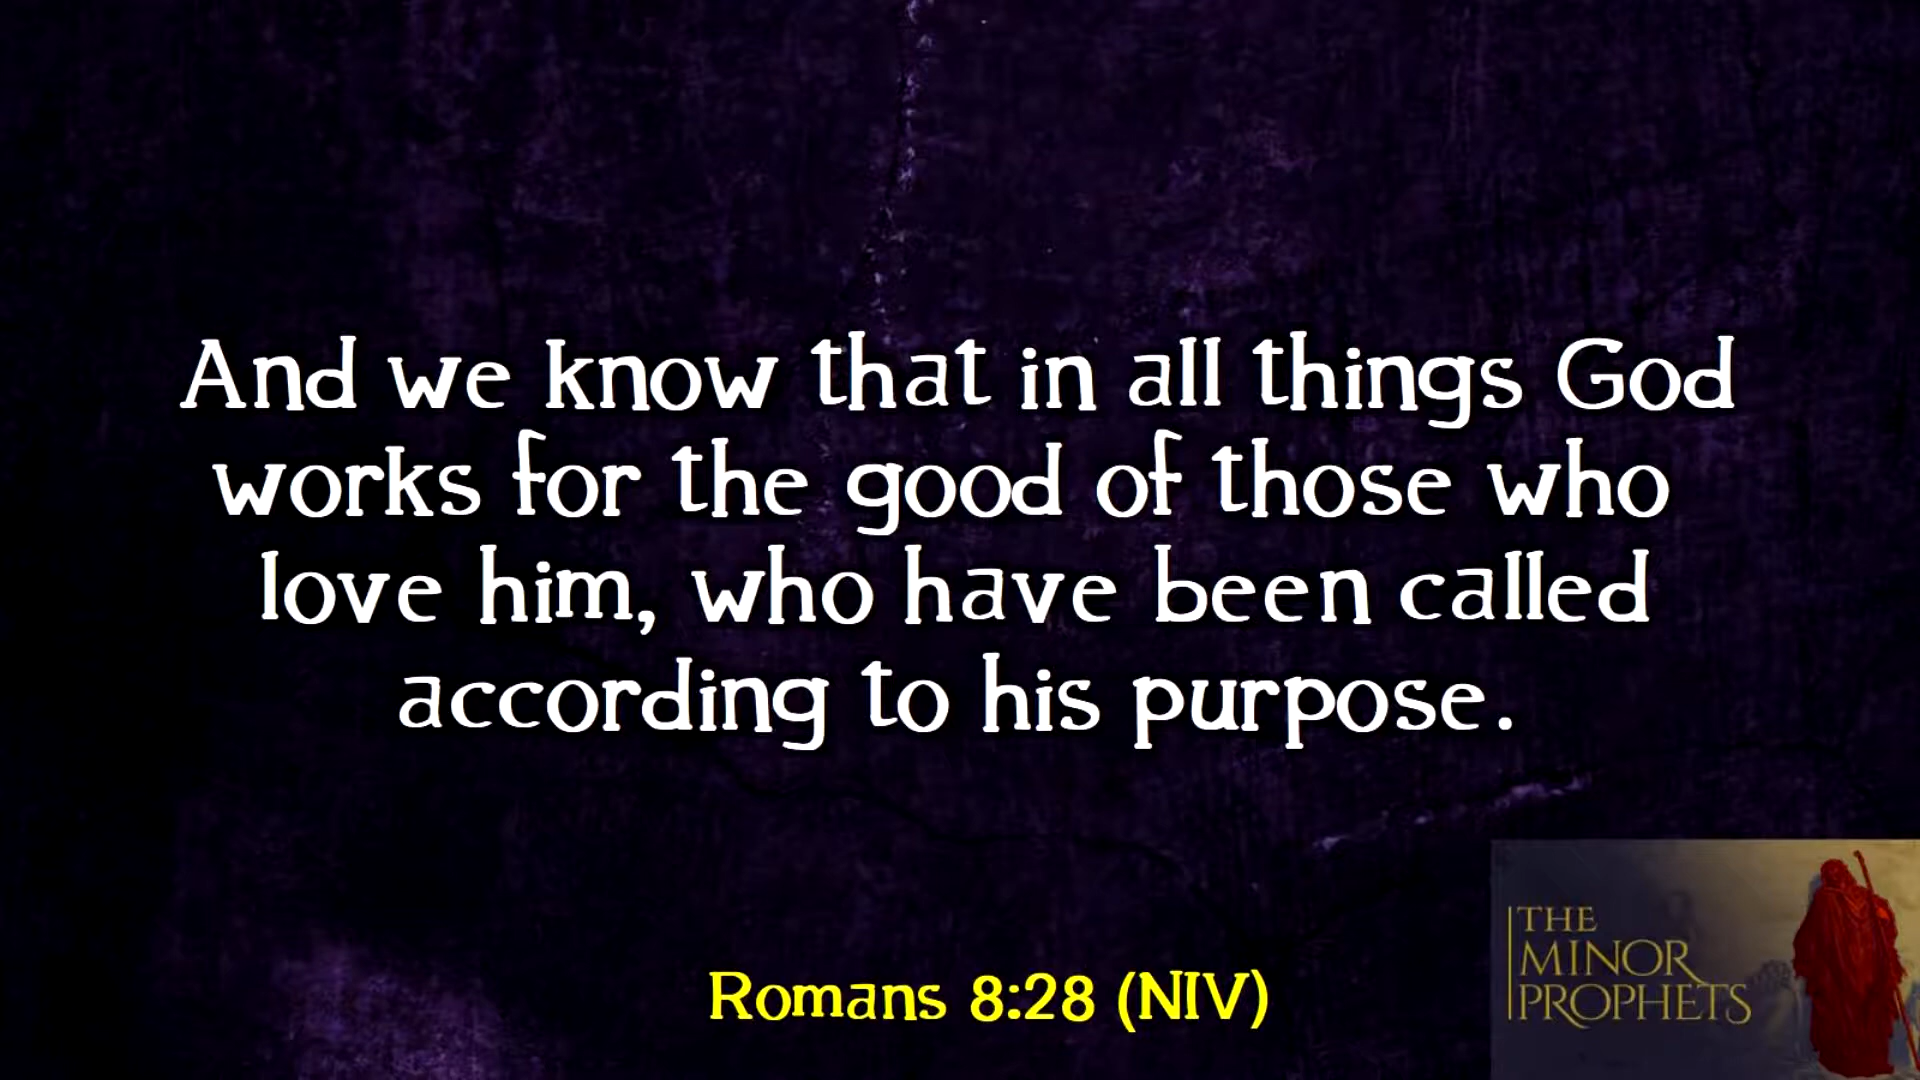 And we know that in all things God
works for the good of those who
love him, who have been called
according to his purpose.
Romans 8:28 (NIV)
THE
MINOR
PROPHETS